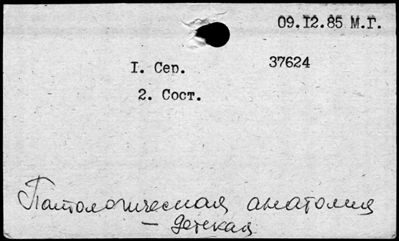 09.I2.85 М.Г.
I. Сер. 37624
2. Сост.
Патологическая анатомия
— детская